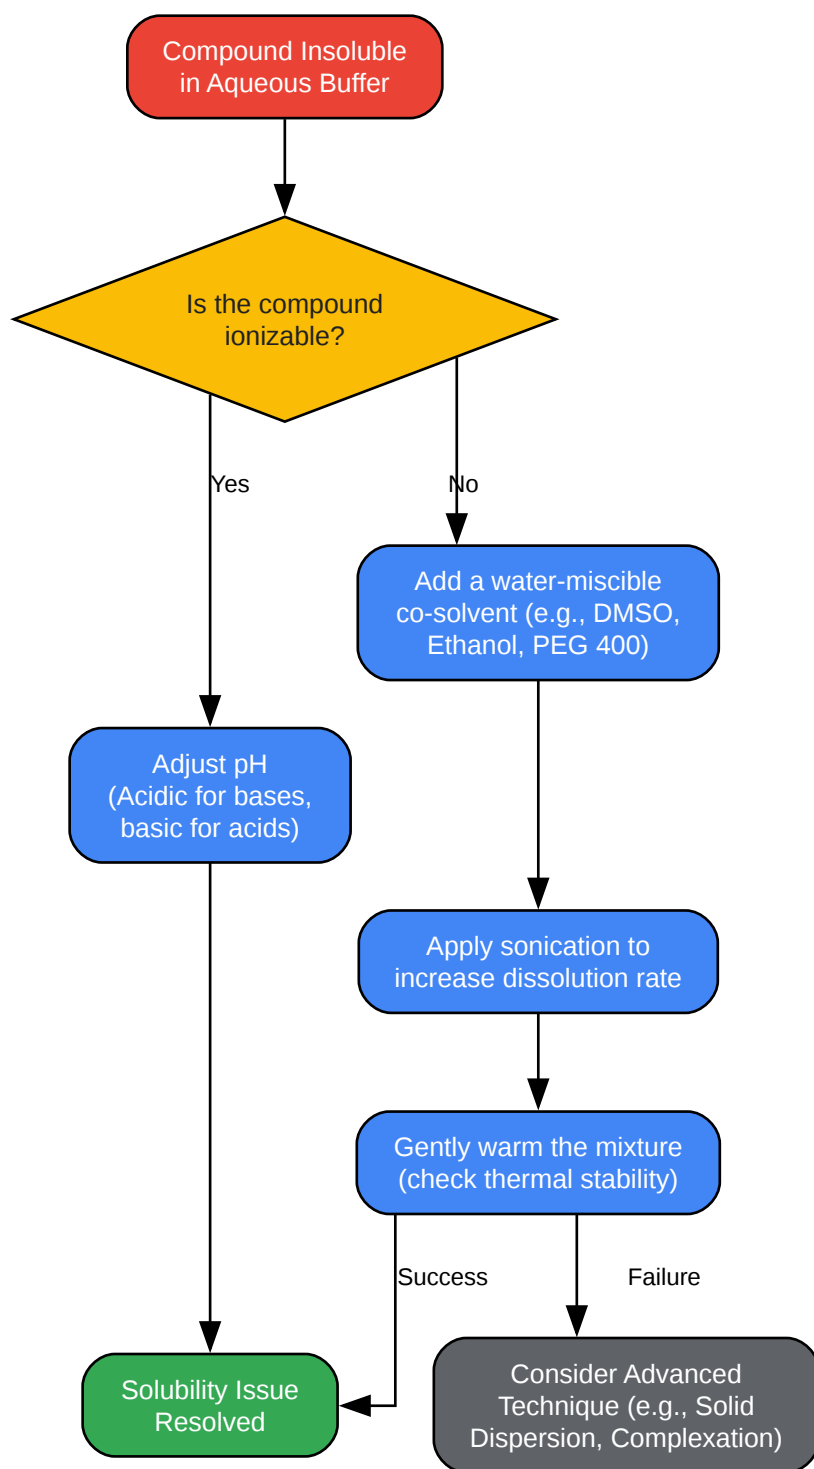 Compound Insoluble
in Aqueous Buffer
Is the compound
ionizable?
Yes
No
Add a water-miscible
co-solvent (e.g., DMSO,
Ethanol, PEG 400)
Adjust pH
(Acidic for bases,
basic for acids)
Apply sonication to
increase dissolution rate
Gently warm the mixture
(check thermal stability)
Success
Failure
Solubility Issue
Resolved
Consider Advanced
Technique (e.g., Solid
Dispersion, Complexation)